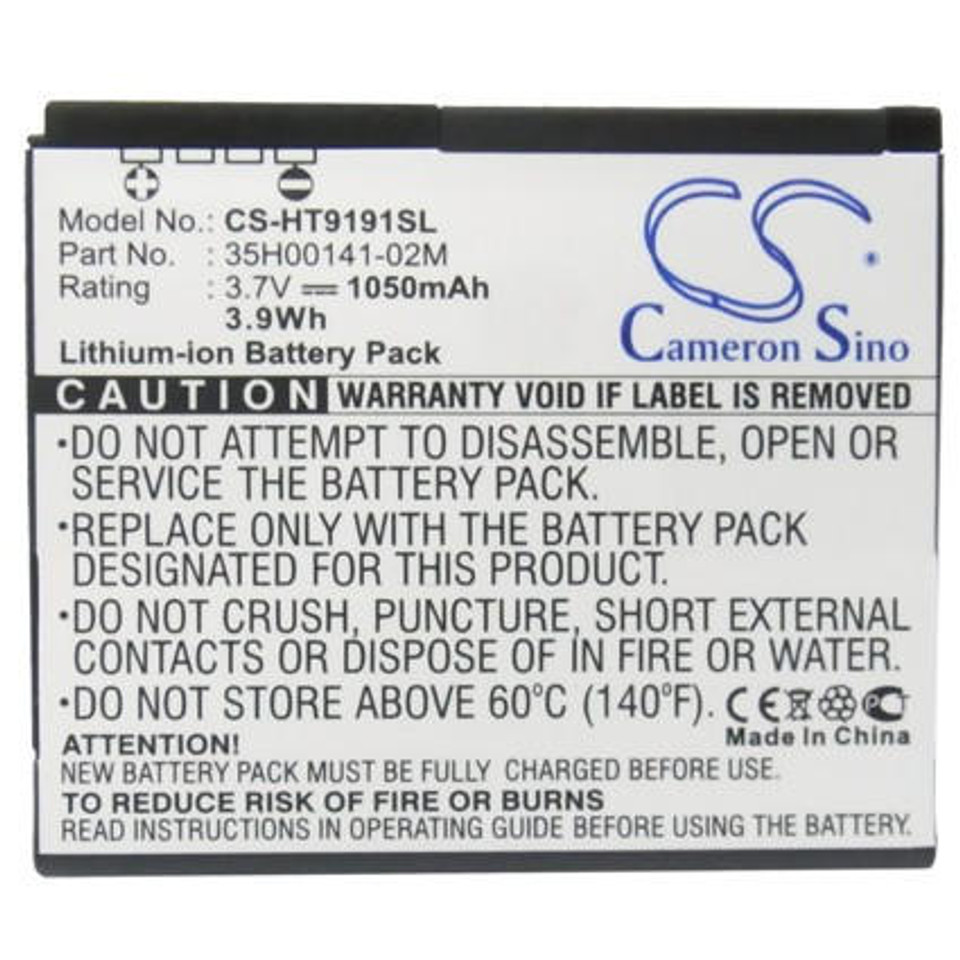 Model No.: CS-HT9191SL
Part No. : 35H00141-02M
Rating : 3.7V 1050mAh
3.9Wh
Lithium-ion Battery Pack
CS
®
Cameron Sino
CAUTION WARRANTY VOID IF LABEL IS REMOVED
·DO NOT ATTEMPT TO DISASSEMBLE, OPEN OR
SERVICE THE BATTERY PACK.
·REPLACE ONLY WITH THE BATTERY PACK
DESIGNATED FOR THIS PRODUCT.
·DO NOT CRUSH, PUNCTURE, SHORT EXTERNAL
CONTACTS OR DISPOSE OF IN FIRE OR WATER.
·DO NOT STORE ABOVE 60°C (140°F). CE
Made In China
ATTENTION!
NEW BATTERY PACK MUST BE FULLY CHARGED BEFORE USE.
TO REDUCE RISK OF FIRE OR BURNS
READ INSTRUCTIONS IN OPERATING GUIDE BEFORE USING THE BATTERY.